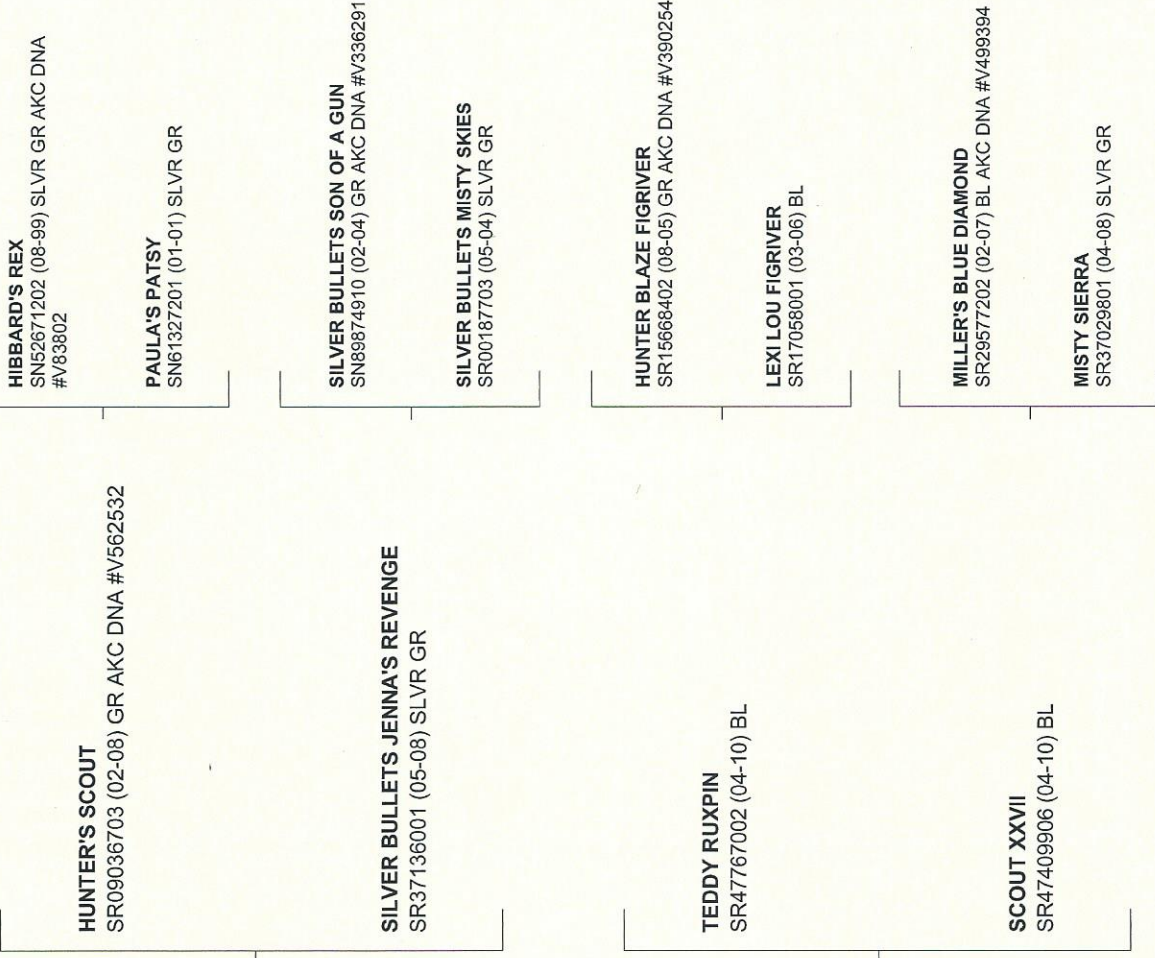 HIBBARD'S REX
SN52671202 (08-99) SLVR GR AKC DNA
#V83802
PAULA'S PATSY
SN61327201 (01-01) SLVR GR
SILVER BULLETS SON OF A GUN
SN89874910 (02-04) GR AKC DNA #V336291
SILVER BULLETS MISTY SKIES
SR00187703 (05-04) SLVR GR
HUNTER BLAZE FIGRIVER
SR15668402 (08-05) GR AKC DNA #V390254
LEXI LOU FIGRIVER
SR17058001 (03-06) BL
MILLER'S BLUE DIAMOND
SR29577202 (02-07) BL AKC DNA #V499394
MISTY SIERRA
SR37029801 (04-08) SLVR GR
HUNTER'S SCOUT
SR09036703 (02-08) GR AKC DNA #V562532
SILVER BULLETS JENNA'S REVENGE
SR37136001 (05-08) SLVR GR
TEDDY RUXPIN
SR47767002 (04-10) BL
SCOUT XXVII
SR47409906 (04-10) BL